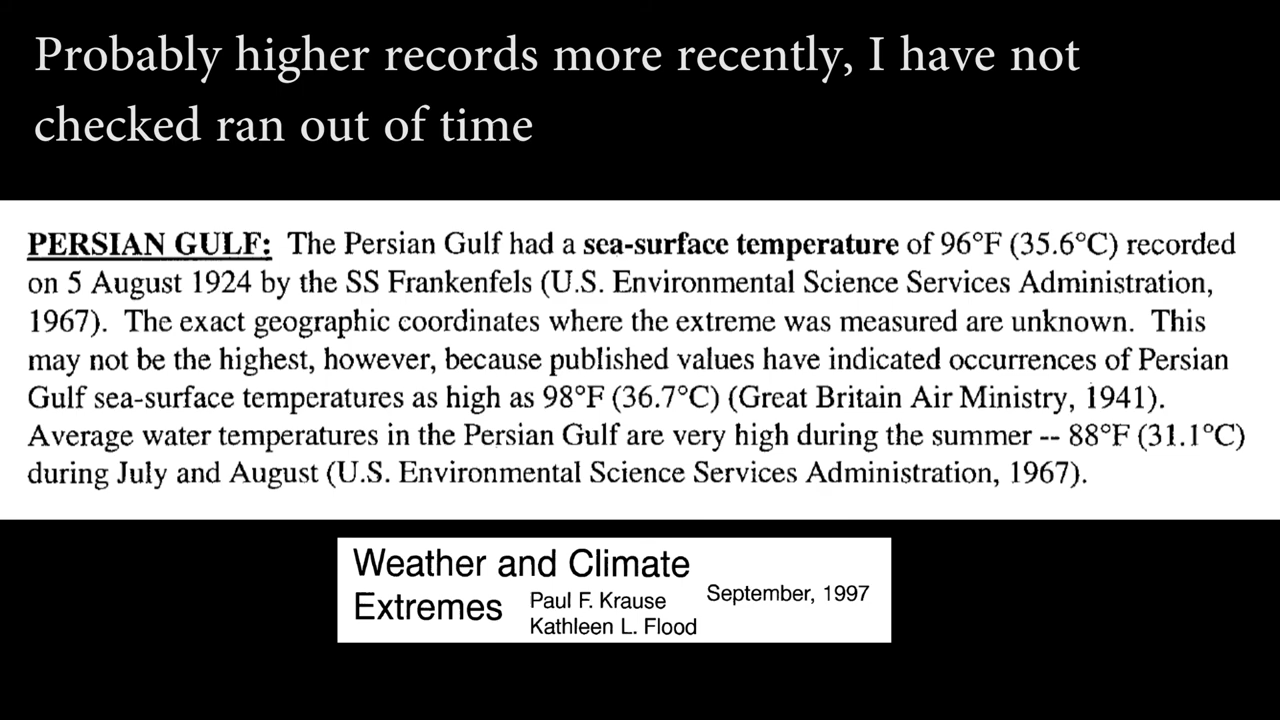 Probably higher records more recently, I have not
checked ran out of time
PERSIAN GULF: The Persian Gulf had a sea-surface temperature of 96°F (35.6°C) recorded
on 5 August 1924 by the SS Frankenfels (U.S. Environmental Science Services Administration,
1967). The exact geographic coordinates where the extreme was measured are unknown. This
may not be the highest, however, because published values have indicated occurrences of Persian
Gulf sea-surface temperatures as high as 98°F (36.7°C) (Great Britain Air Ministry, 1941).
Average water temperatures in the Persian Gulf are very high during the summer -- 88°F (31.1°C)
during July and August (U.S. Environmental Science Services Administration, 1967).
Weather and Climate
Extremes
Paul F. Krause
Kathleen L. Flood
September, 1997